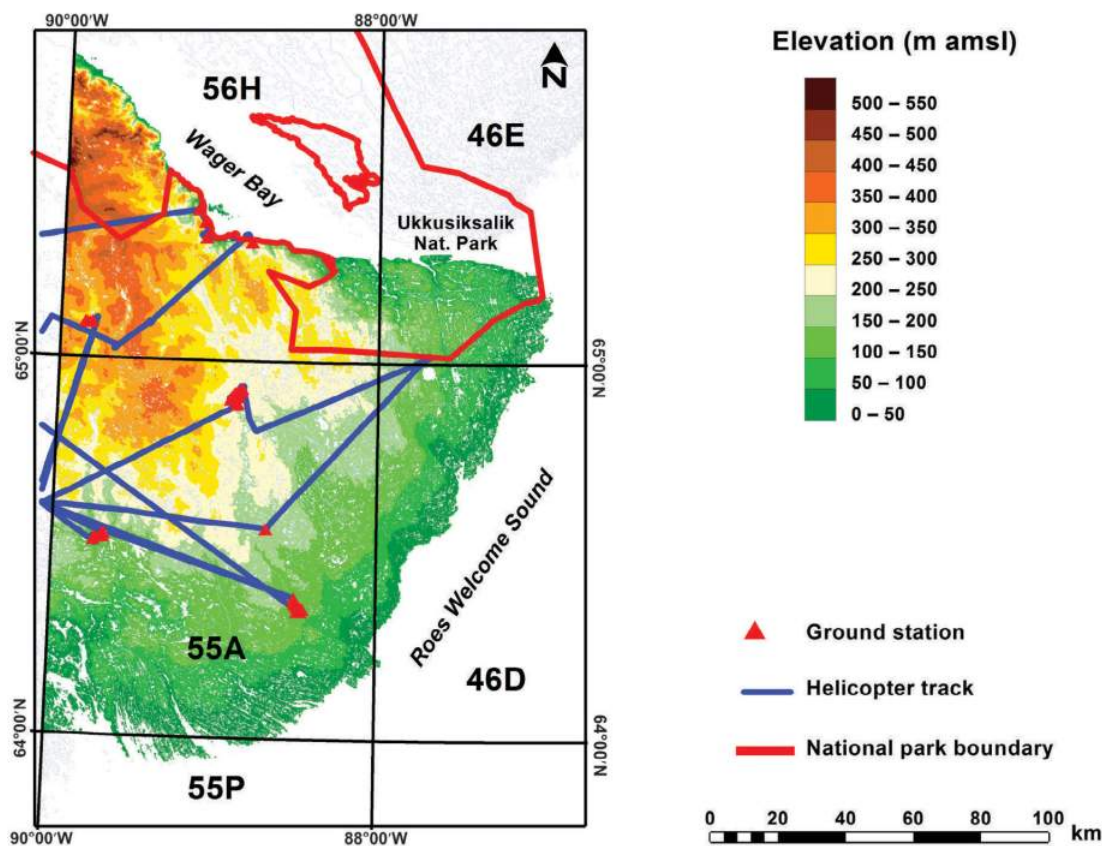 90°00'W
88°00'W
Elevation (m amsl)
N
56H
46E
Wager Bay
Ukkusiksalik
Nat. Park
500 – 550
450 – 500
400 – 450
350 – 400
300 – 350
250 – 300
200 – 250
150 – 200
100 – 150
50 – 100
0 – 50
65°00'N
65°00'N
Roes Welcome Sound
55A
46D
64°00'N
64°00'N
55P
90°00'W
88°00'W
Ground station
Helicopter track
National park boundary
0 20 40 60 80 100
km